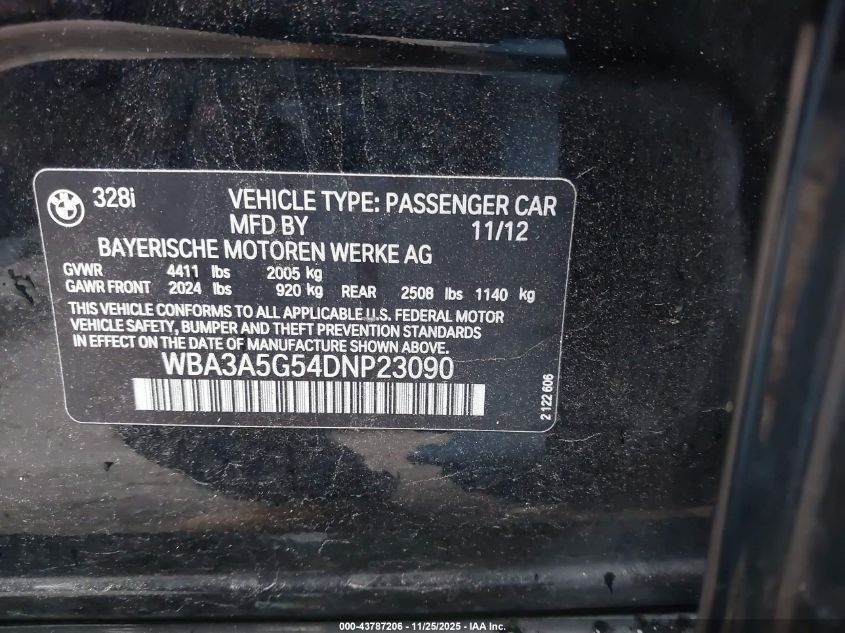 BMW
328i VEHICLE TYPE: PASSENGER CAR
MFD BY 11/12
BAYERISCHE MOTOREN WERKE AG
GVWR 4411 lbs 2005 kg
GAWR FRONT 2024 lbs 920 kg REAR 2508 lbs 1140 kg
THIS VEHICLE CONFORMS TO ALL APPLICABLE U.S. FEDERAL MOTOR
VEHICLE SAFETY, BUMPER AND THEFT PREVENTION STANDARDS
IN EFFECT ON THE DATE OF MANUFACTURE SHOWN ABOVE.
WBA3A5G54DNP23090
2 122 606
000-43787206 - 11/25/2025 - IAA Inc.